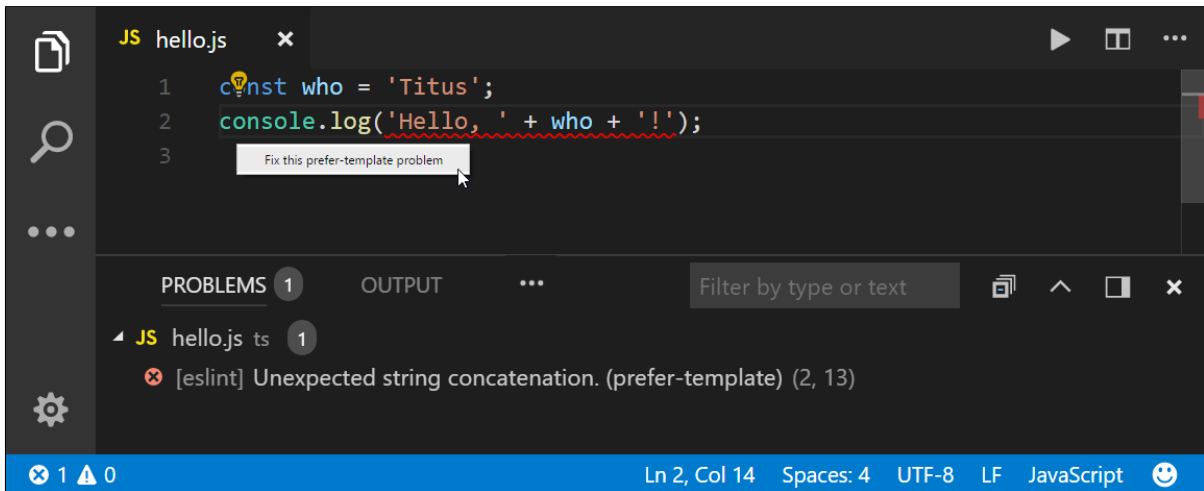 JS hello.js
1 const who = 'Titus';
2 console.log('Hello, ' + who + '!');
3
Fix this prefer-template problem
PROBLEMS 1 OUTPUT Filter by type or text
JS hello.js ts 1
[eslint] Unexpected string concatenation. (prefer-template) (2, 13)
1 0 Ln 2, Col 14 Spaces: 4 UTF-8 LF JavaScript